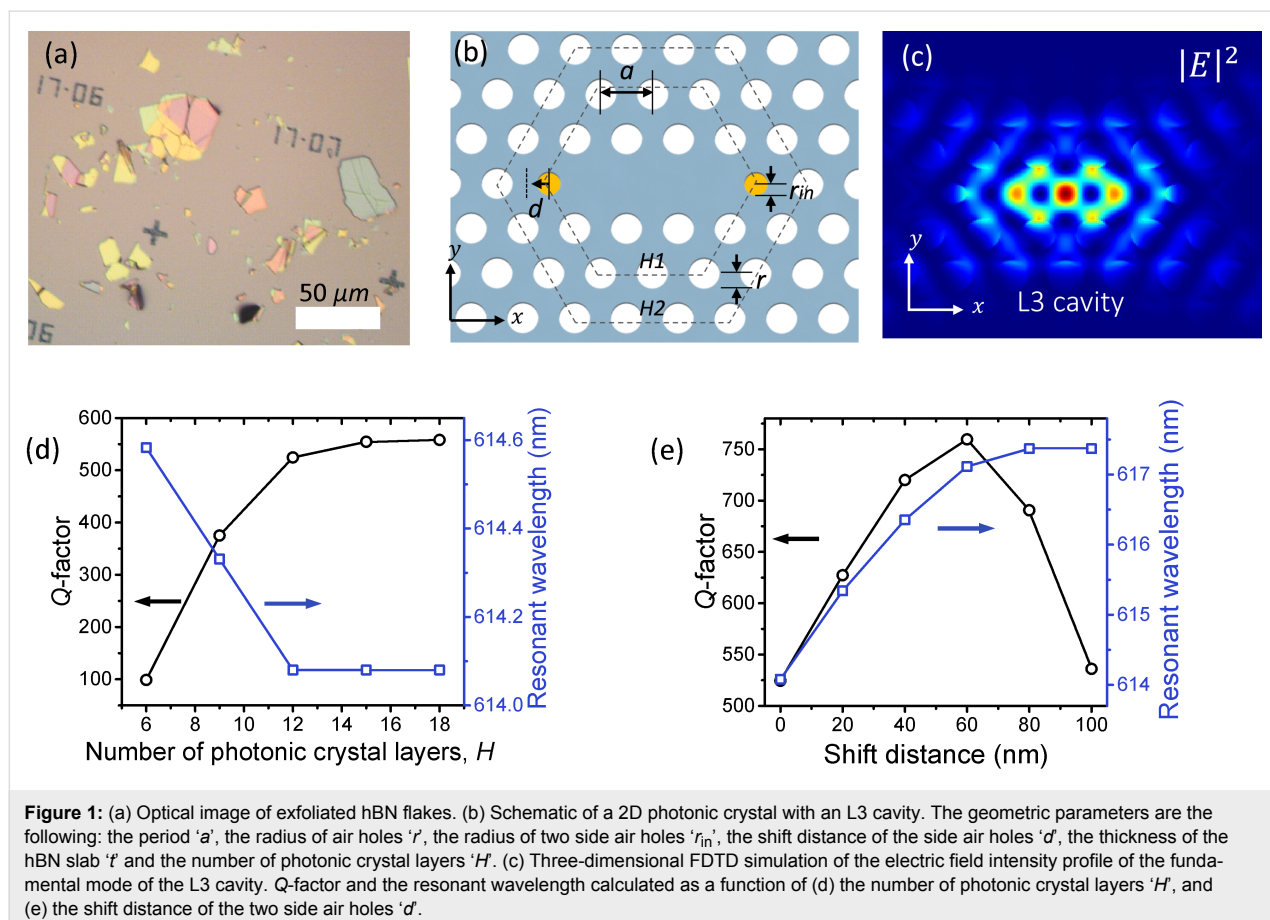 (a)
17-06
17-07
06
50 μm
(b)
a
d
r_in
H1
r
H2
y
x
(c)
|E|²
y
x
L3 cavity
(d)
600
500
400
300
200
100
Q-factor
6 8 10 12 14 16 18
Number of photonic crystal layers, H
614.6
614.4
614.2
614.0
Resonant wavelength (nm)
(e)
750
700
650
600
550
500
Q-factor
0 20 40 60 80 100
Shift distance (nm)
617
616
615
614
Resonant wavelength (nm)
Figure 1: (a) Optical image of exfoliated hBN flakes. (b) Schematic of a 2D photonic crystal with an L3 cavity. The geometric parameters are the
following: the period ‘a’, the radius of air holes ‘r’, the radius of two side air holes ‘r_in’, the shift distance of the side air holes ‘d’, the thickness of the
hBN slab ‘t’ and the number of photonic crystal layers ‘H’. (c) Three-dimensional FDTD simulation of the electric field intensity profile of the funda-
mental mode of the L3 cavity. Q-factor and the resonant wavelength calculated as a function of (d) the number of photonic crystal layers ‘H’, and
(e) the shift distance of the two side air holes ‘d’.